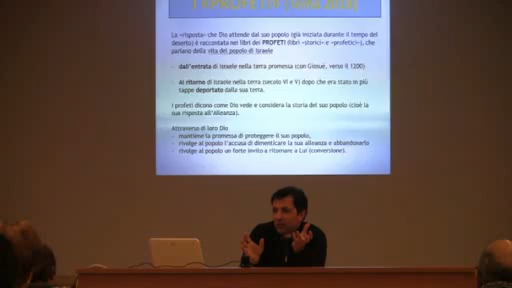 I PROFETI
La «risposta» che Dio attende dal suo popolo (già iniziata durante il tempo del
deserto) è raccontata nei libri dei PROFETI (libri «storici» e «profetici»), che
parlano della vita del popolo di Israele
- dall'entrata di Israele nella terra promessa (con Giosuè, verso il 1200)
- Al ritorno di Israele nella terra (secolo VI e V) dopo che era stato in più
tappe deportato dalla sua terra.
I profeti dicono come Dio vede e considera la storia del suo popolo (cioè la
sua risposta all'Alleanza).
Attraverso di loro Dio
- mantiene la promessa di proteggere il suo popolo,
- rivolge al popolo l'accusa di dimenticare la sua alleanza e abbandonarlo
- rivolge al popolo un forte invito a ritornare a Lui (conversione).